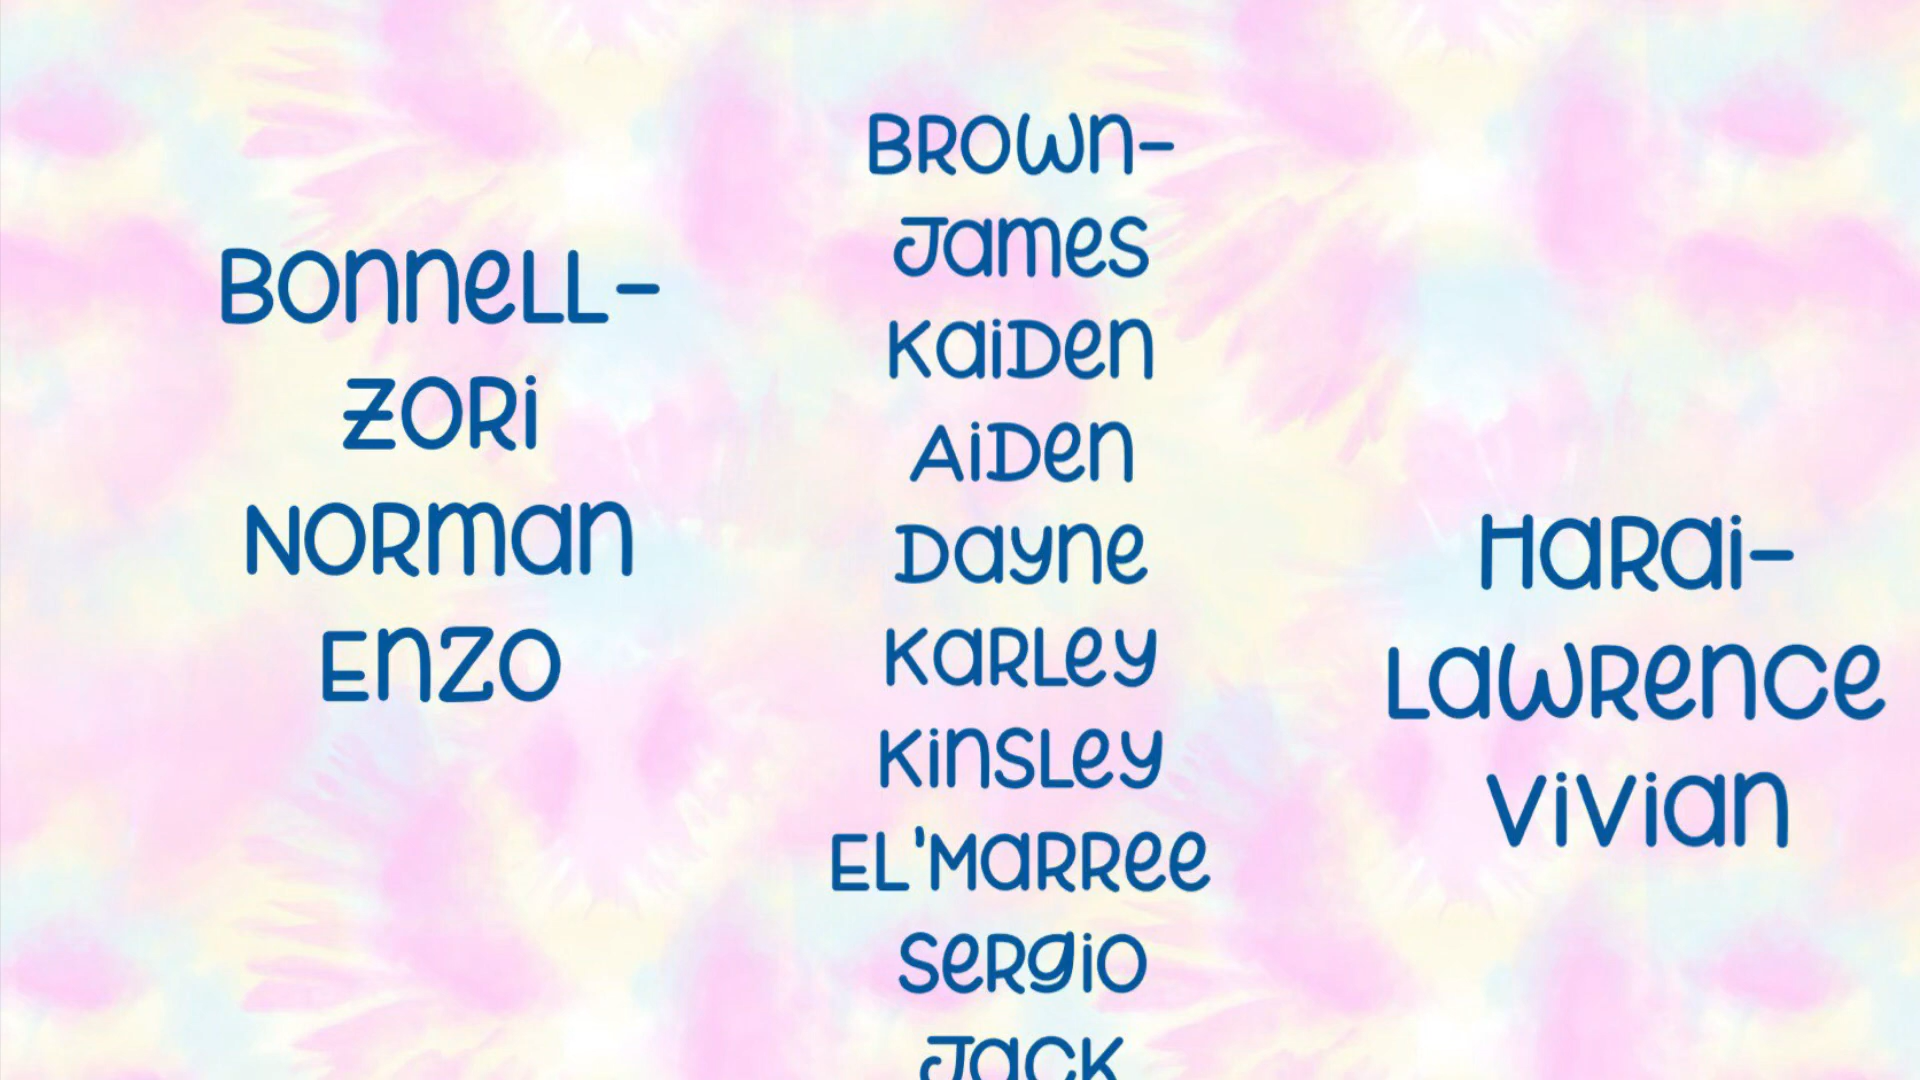 Bonnell-
Zori
Norman
Enzo
Brown-
James
Kaiden
Aiden
Dayne
Karley
Kinsley
El'Marree
Sergio
Jack
Harai-
Lawrence
Vivian